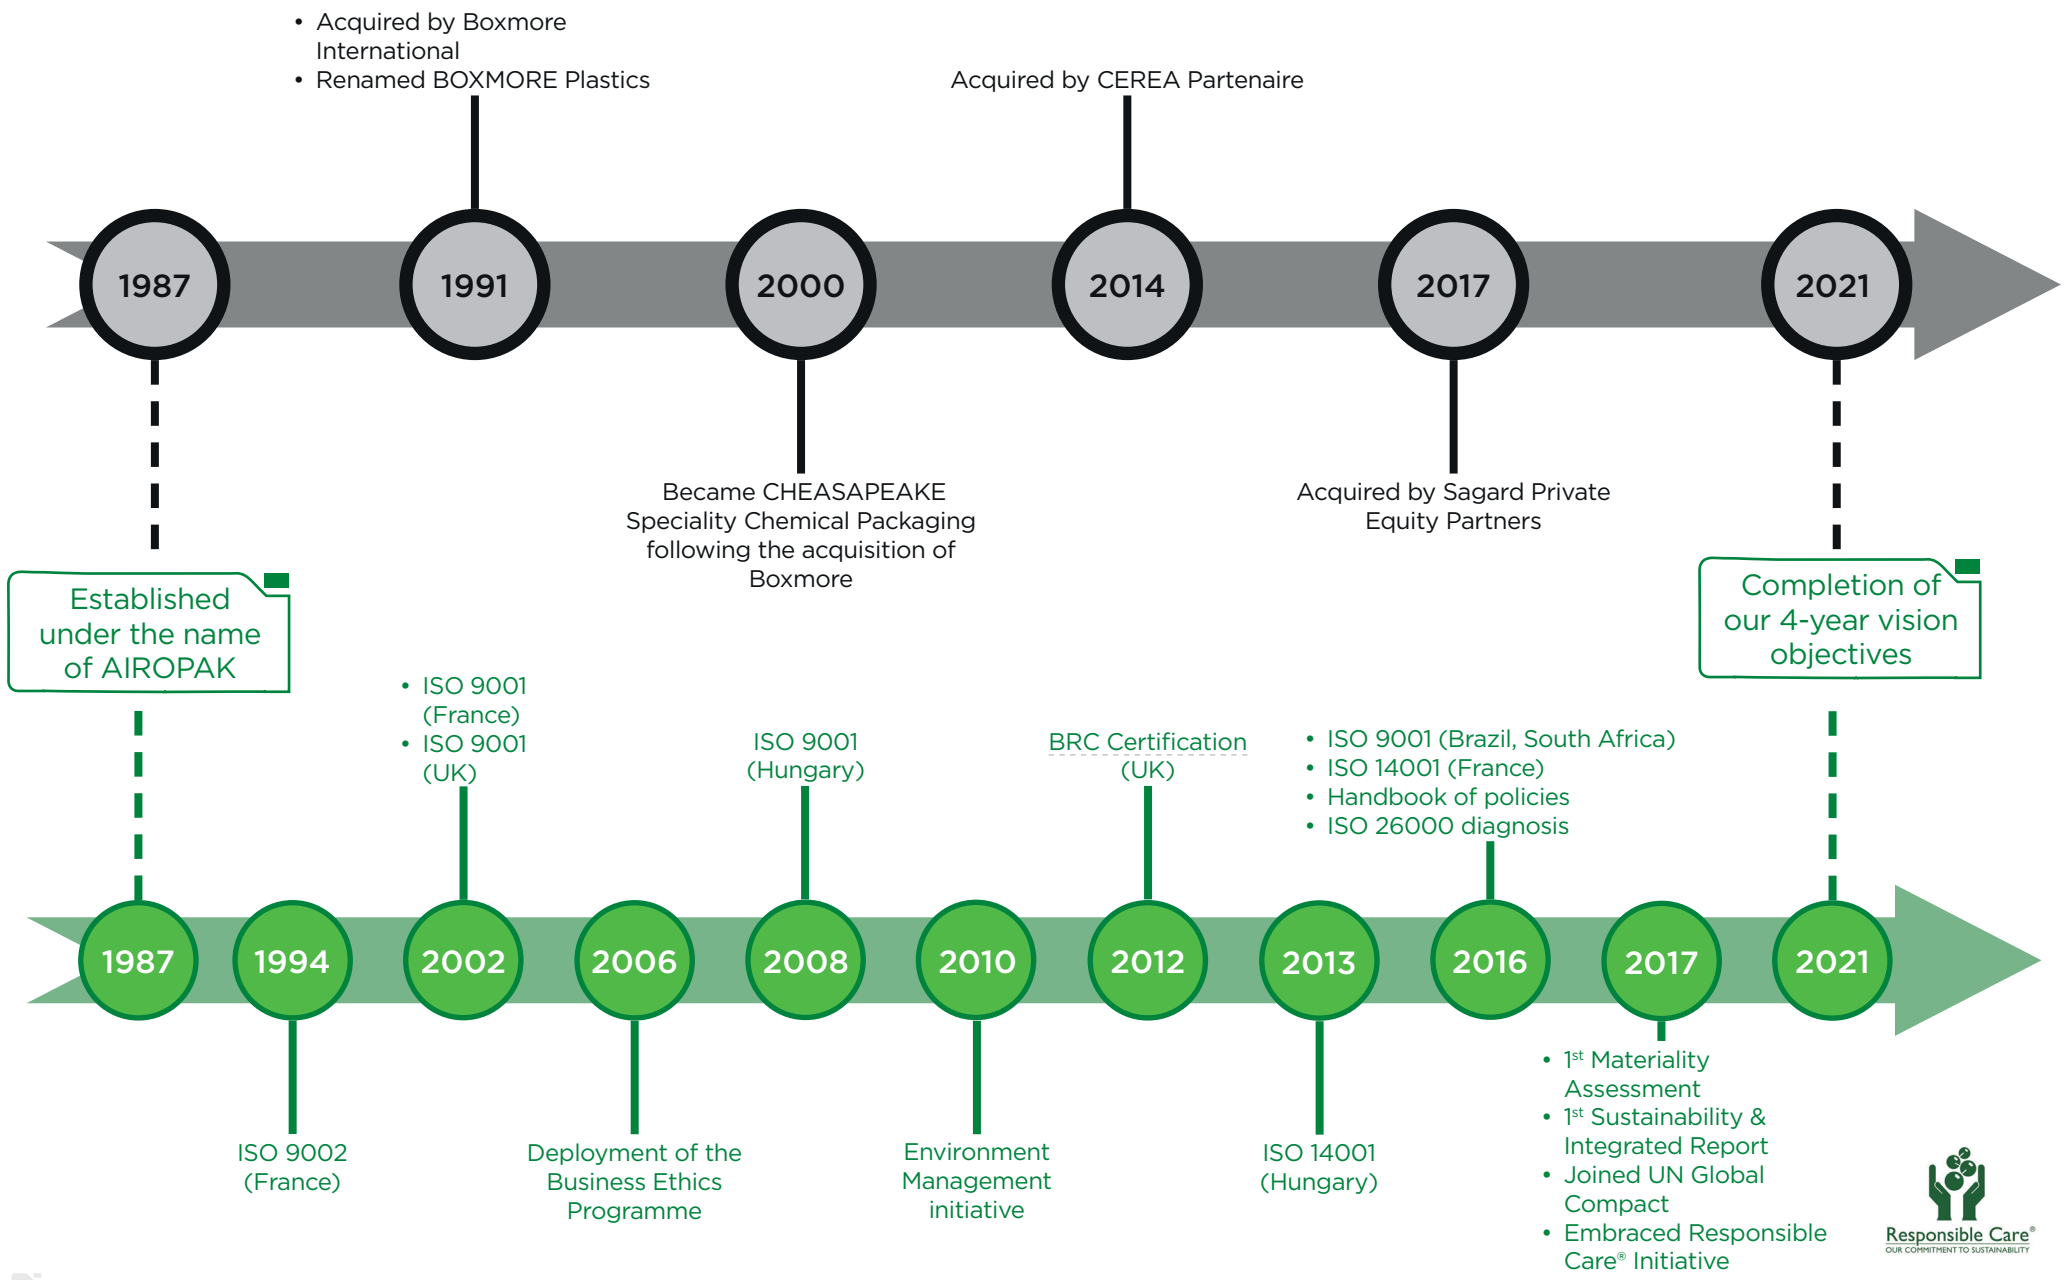 • Acquired by Boxmore
International
• Renamed BOXMORE Plastics
Acquired by CEREA Partenaire
1987
1991
2000
2014
2017
2021
Became CHEASAPEAKE
Speciality Chemical Packaging
following the acquisition of
Boxmore
Acquired by Sagard Private
Equity Partners
Established
under the name
of AIROPAK
Completion of
our 4-year vision
objectives
• ISO 9001
(France)
• ISO 9001
(UK)
ISO 9001
(Hungary)
BRC Certification
(UK)
• ISO 9001 (Brazil, South Africa)
• ISO 14001 (France)
• Handbook of policies
• ISO 26000 diagnosis
1987
1994
2002
2006
2008
2010
2012
2013
2016
2017
2021
ISO 9002
(France)
Deployment of the
Business Ethics
Programme
Environment
Management
initiative
ISO 14001
(Hungary)
• 1st Materiality
Assessment
• 1st Sustainability &
Integrated Report
• Joined UN Global
Compact
• Embraced Responsible
Care® Initiative
Responsible Care®
OUR COMMITMENT TO SUSTAINABILITY